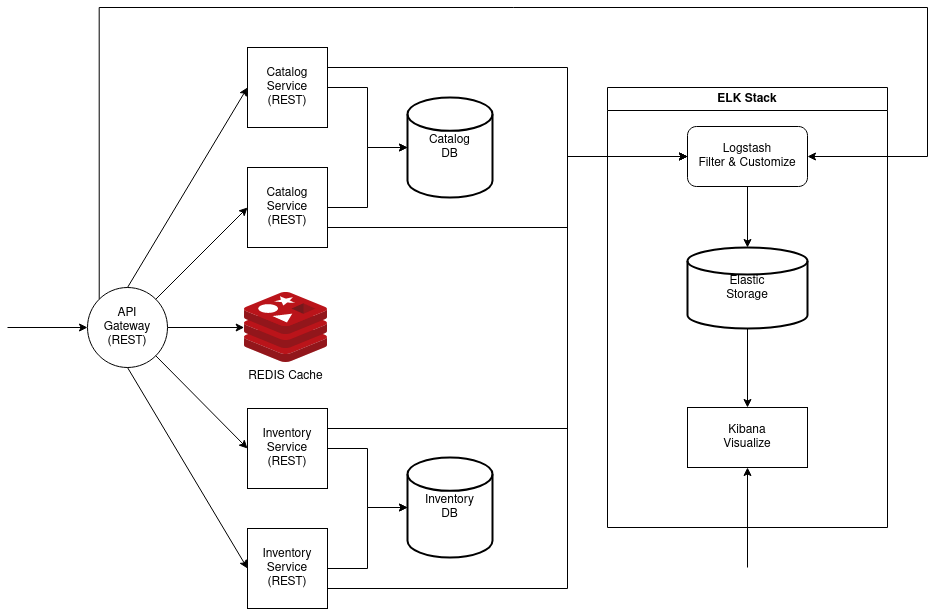 ELK Stack
Catalog
Service
(REST)
Catalog
DB
Logstash
Filter & Customize
Catalog
Service
(REST)
Elastic
Storage
API
Gateway
(REST)
REDIS Cache
Inventory
Service
(REST)
Kibana
Visualize
Inventory
DB
Inventory
Service
(REST)